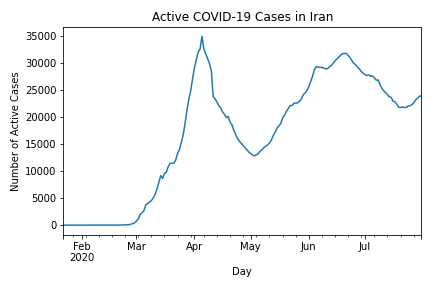 Active COVID-19 Cases in Iran
Number of Active Cases
35000
30000
25000
20000
15000
10000
5000
0
Feb Mar Apr May Jun Jul
2020
Day